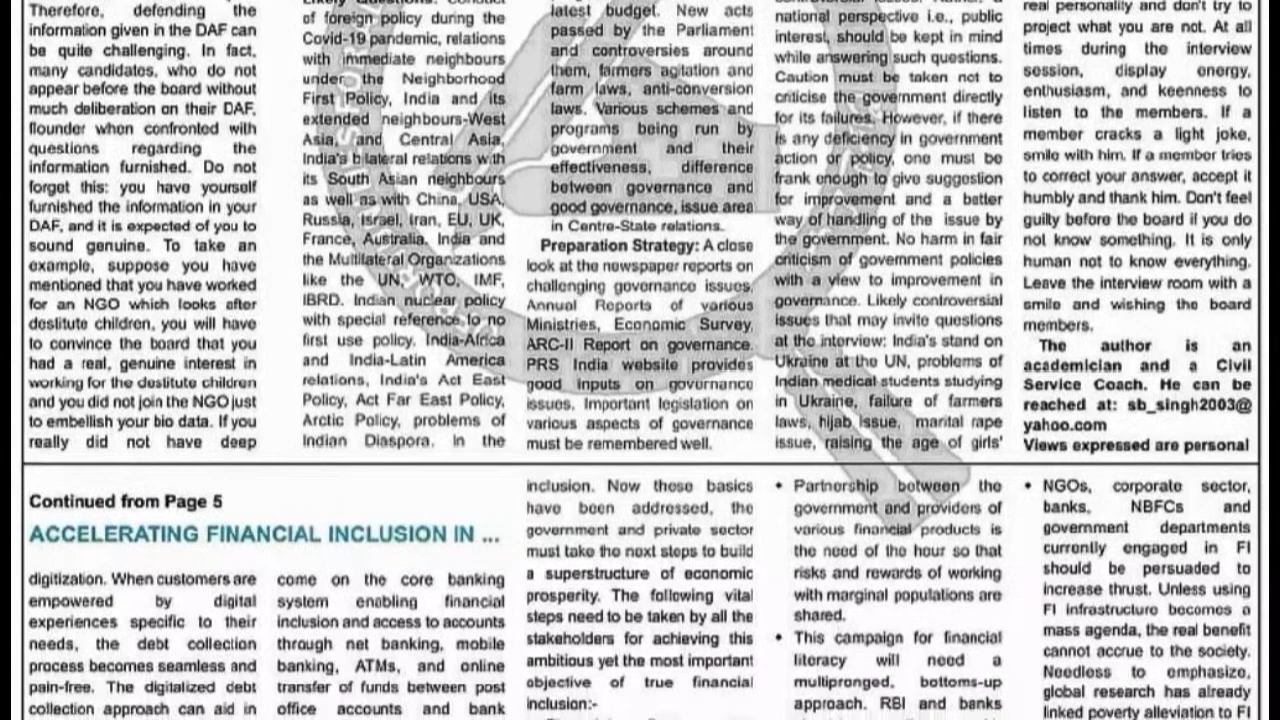 Therefore, defending the
information given in the DAF can
be quite challenging. In fact,
many candidates, who do not
appear before the board without
much deliberation on their DAF,
flounder when confronted with
questions regarding the
information furnished. Do not
forget this: you have yourself
furnished the information in your
DAF, and it is expected of you to
sound genuine. To take an
example, suppose you have
mentioned that you have worked
for an NGO which looks after
destitute children, you will have
to convince the board that you
had a real, genuine interest in
working for the destitute children
and you did not join the NGO just
to embellish your bio data. If you
really did not have deep
of foreign policy during the
Covid-19 pandemic, relations
with immediate neighbours
under the Neighborhood
First Policy, India and its
extended neighbours-West
Asia, and Central Asia,
India's bilateral relations with
its South Asian neighbours
as well as with China, USA,
Russia, Israel, Iran, EU, UK,
France, Australia, India and
the Multilateral Organizations
like the UN, WTO, IMF,
IBRD. Indian nuclear policy
with special reference to no
first use policy. India-Africa
and India-Latin America
relations, India's Act East
Policy, Act Far East Policy,
Arctic Policy, problems of
Indian Diaspora. In the
latest budget. New acts
passed by the Parliament
and controversies around
them, farmers agitation and
farm laws, anti-conversion
laws. Various schemes and
programs being run by
government and their
effectiveness, difference
between governance and
good governance, issue area
in Centre-State relations.
Preparation Strategy: A close
look at the newspaper reports on
challenging governance issues,
Annual Reports of various
Ministries, Economic Survey,
ARC-II Report on governance.
PRS India website provides
good inputs on governance
issues. Important legislation on
various aspects of governance
must be remembered well.
national perspective i.e., public
interest, should be kept in mind
while answering such questions.
Caution must be taken not to
criticise the government directly
for its failures. However, if there
is any deficiency in government
action or policy, one must be
frank enough to give suggestion
for improvement and a better
way of handling of the issue by
the government. No harm in fair
criticism of government policies
with a view to improvement in
governance. Likely controversial
issues that may invite questions
at the interview: India's stand on
Ukraine at the UN, problems of
Indian medical students studying
in Ukraine, failure of farmers
laws, hijab issue, marital rape
issue, raising the age of girls'
real personality and don't try to
project what you are not. At all
times during the interview
session, display energy,
enthusiasm, and keenness to
listen to the members. If a
member cracks a light joke,
smile with him. If a member tries
to correct your answer, accept it
humbly and thank him. Don't feel
guilty before the board if you do
not know something. It is only
human not to know everything.
Leave the interview room with a
smile and wishing the board
members.
The author is an
academician and a Civil
Service Coach. He can be
reached at: sb_singh2003@
yahoo.com
Views expressed are personal
Continued from Page 5
ACCELERATING FINANCIAL INCLUSION IN ...
digitization. When customers are
empowered by digital
experiences specific to their
needs, the debt collection
process becomes seamless and
pain-free. The digitalized debt
collection approach can aid in
come on the core banking
system enabling financial
inclusion and access to accounts
through net banking, mobile
banking, ATMs, and online
transfer of funds between post
office accounts and bank
inclusion. Now these basics
have been addressed, the
government and private sector
must take the next steps to build
a superstructure of economic
prosperity. The following vital
steps need to be taken by all the
stakeholders for achieving this
ambitious yet the most important
objective of true financial
inclusion:-
• Partnership between the
government and providers of
various financial products is
the need of the hour so that
risks and rewards of working
with marginal populations are
shared.
• This campaign for financial
literacy will need a
multipronged, bottoms-up
approach. RBI and banks
• NGOs, corporate sector,
banks, NBFCs and
government departments
currently engaged in FI
should be persuaded to
increase thrust. Unless using
FI infrastructure becomes a
mass agenda, the real benefit
cannot accrue to the society.
Needless to emphasize,
global research has already
linked poverty alleviation to FI